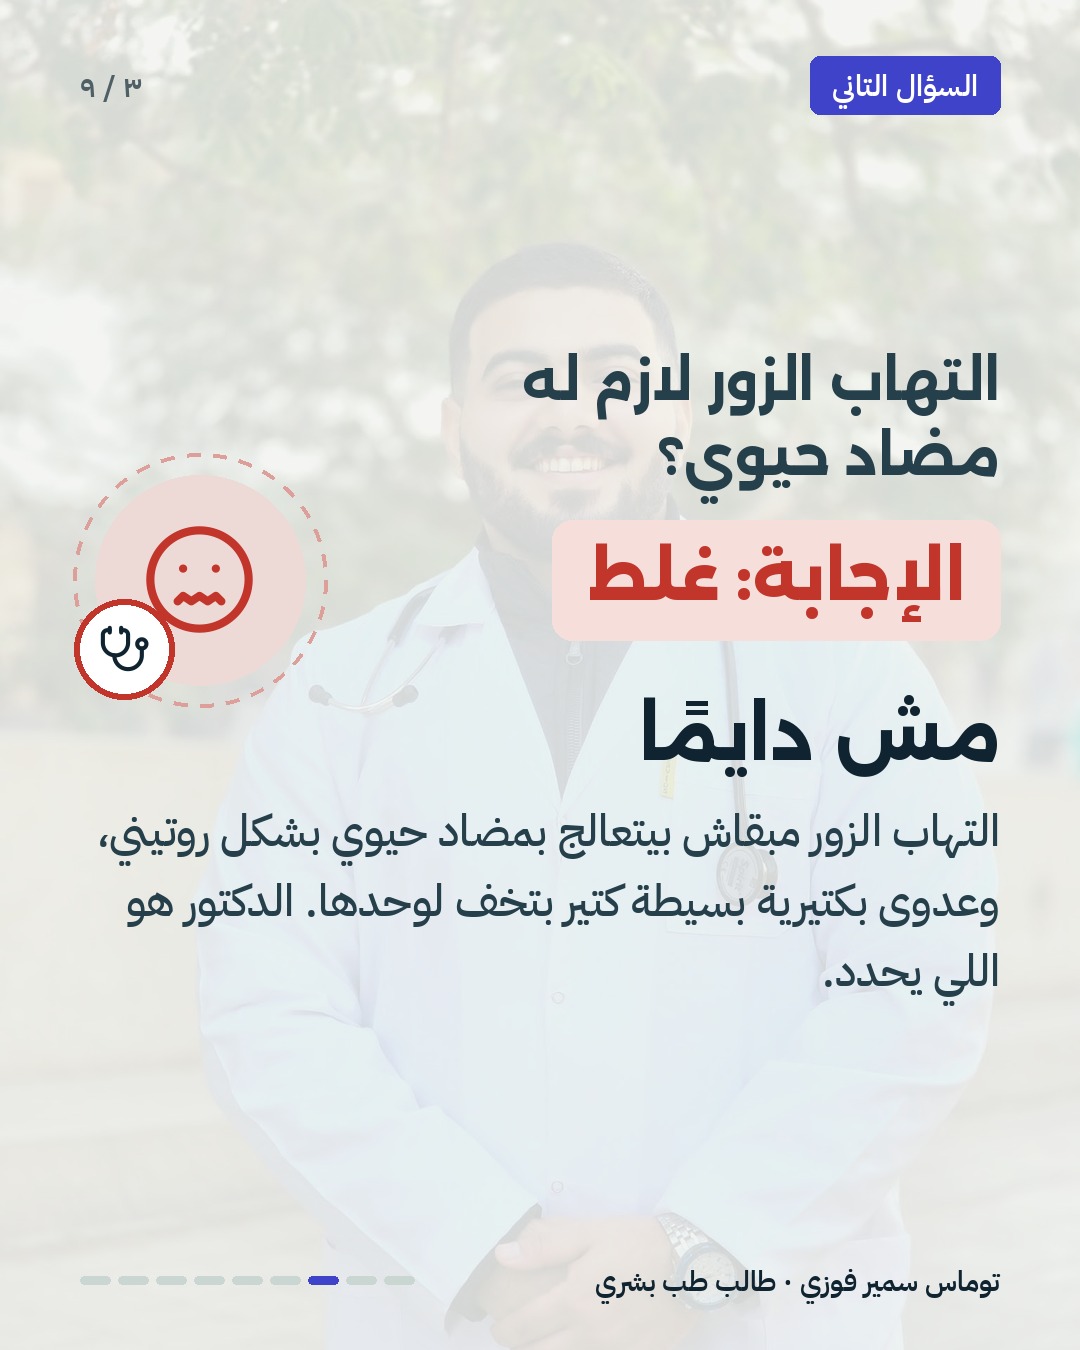 السؤال التاني
٣ / ٩
التهاب الزور لازم له
مضاد حيوي؟
الإجابة: غلط
مش دايمًا
التهاب الزور مبقاش بيتعالج بمضاد حيوي بشكل روتيني،
وعدوى بكتيرية بسيطة كتير بتخف لوحدها. الدكتور هو
اللي يحدد.
توماس سمير فوزي · طالب طب بشري